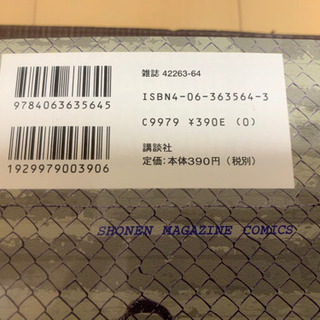 雑誌 42263-64
9784063635645
ISBN4-06-363564-3
C9979 ¥390E (0)
1929979003906
講談社
定価:本体390円(税別)
SHONEN MAGAZINE COMICS